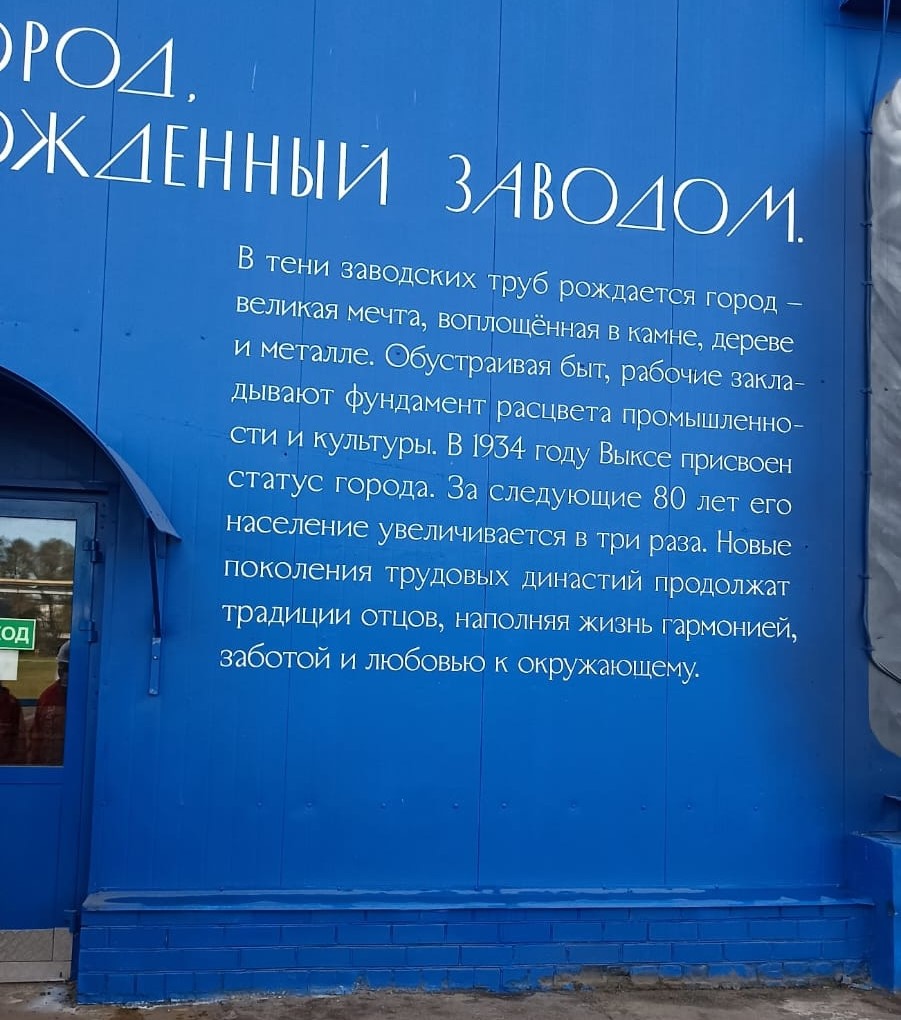 ОРОД,
ОЖДЕННЫЙ ЗАВОДОМ.
В тени заводских труб рождается город –
великая мечта, воплощённая в камне, дереве
и металле. Обустраивая быт, рабочие закла-
дывают фундамент расцвета промышленно-
сти и культуры. В 1934 году Выксе присвоен
статус города. За следующие 80 лет его
население увеличивается в три раза. Новые
поколения трудовых династий продолжат
традиции отцов, наполняя жизнь гармонией,
заботой и любовью к окружающему.
ХОД